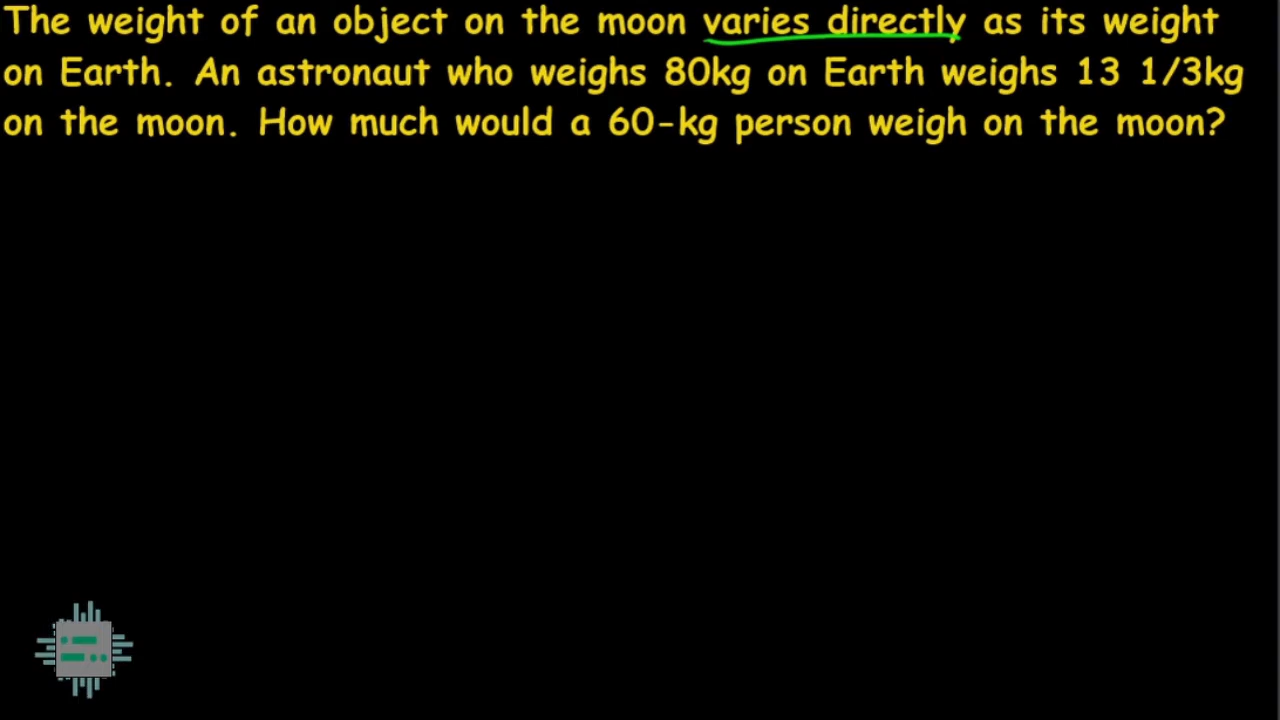 The weight of an object on the moon varies directly as its weight
on Earth. An astronaut who weighs 80kg on Earth weighs 13 1/3kg
on the moon. How much would a 60-kg person weigh on the moon?